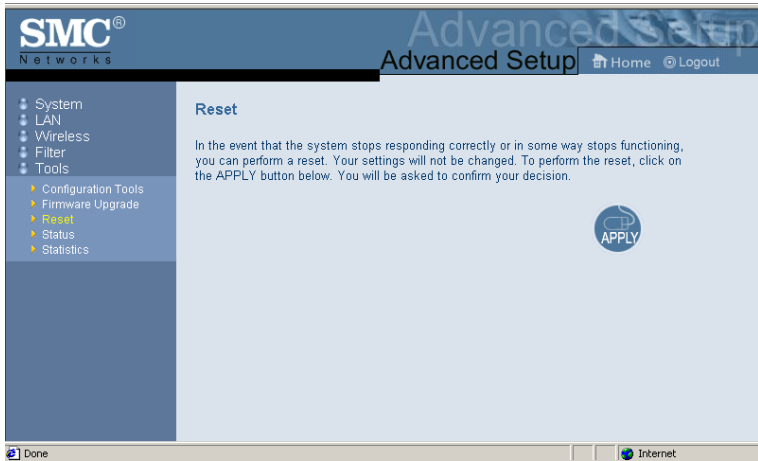 Advanced Setup
SMC®
Networks
Advanced Setup
Home
Logout
System
LAN
Wireless
Filter
Tools
Configuration Tools
Firmware Upgrade
Reset
Status
Statistics
Reset
In the event that the system stops responding correctly or in some way stops functioning,
you can perform a reset. Your settings will not be changed. To perform the reset, click on
the APPLY button below. You will be asked to confirm your decision.
APPLY
Done
Internet